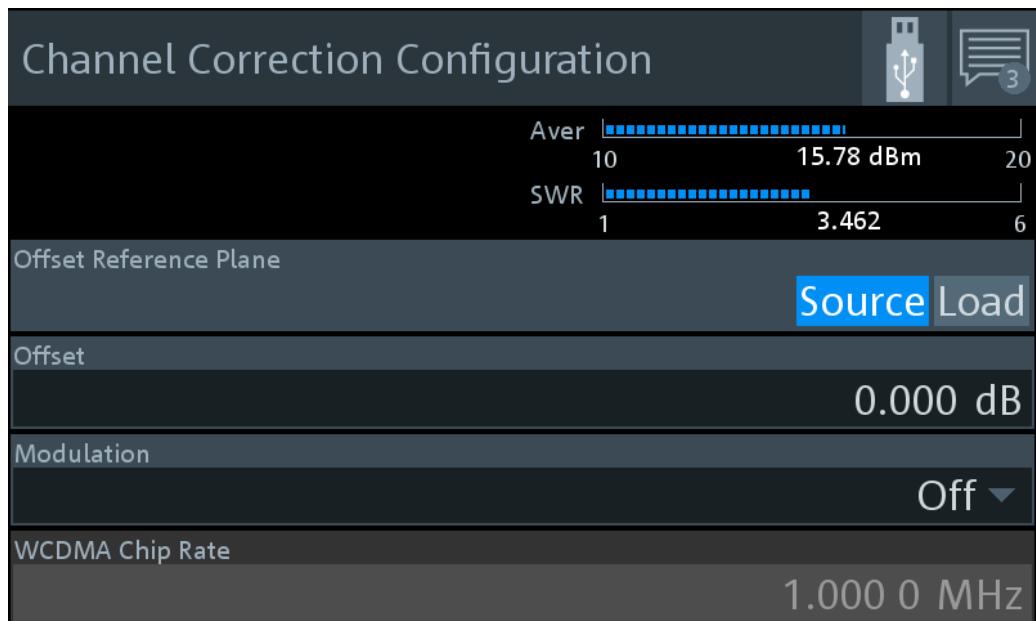 Channel Correction Configuration
3
Aver
10 15.78 dBm 20
SWR
1 3.462 6
Offset Reference Plane
Source Load
Offset
0.000 dB
Modulation
Off
WCDMA Chip Rate
1.000 0 MHz